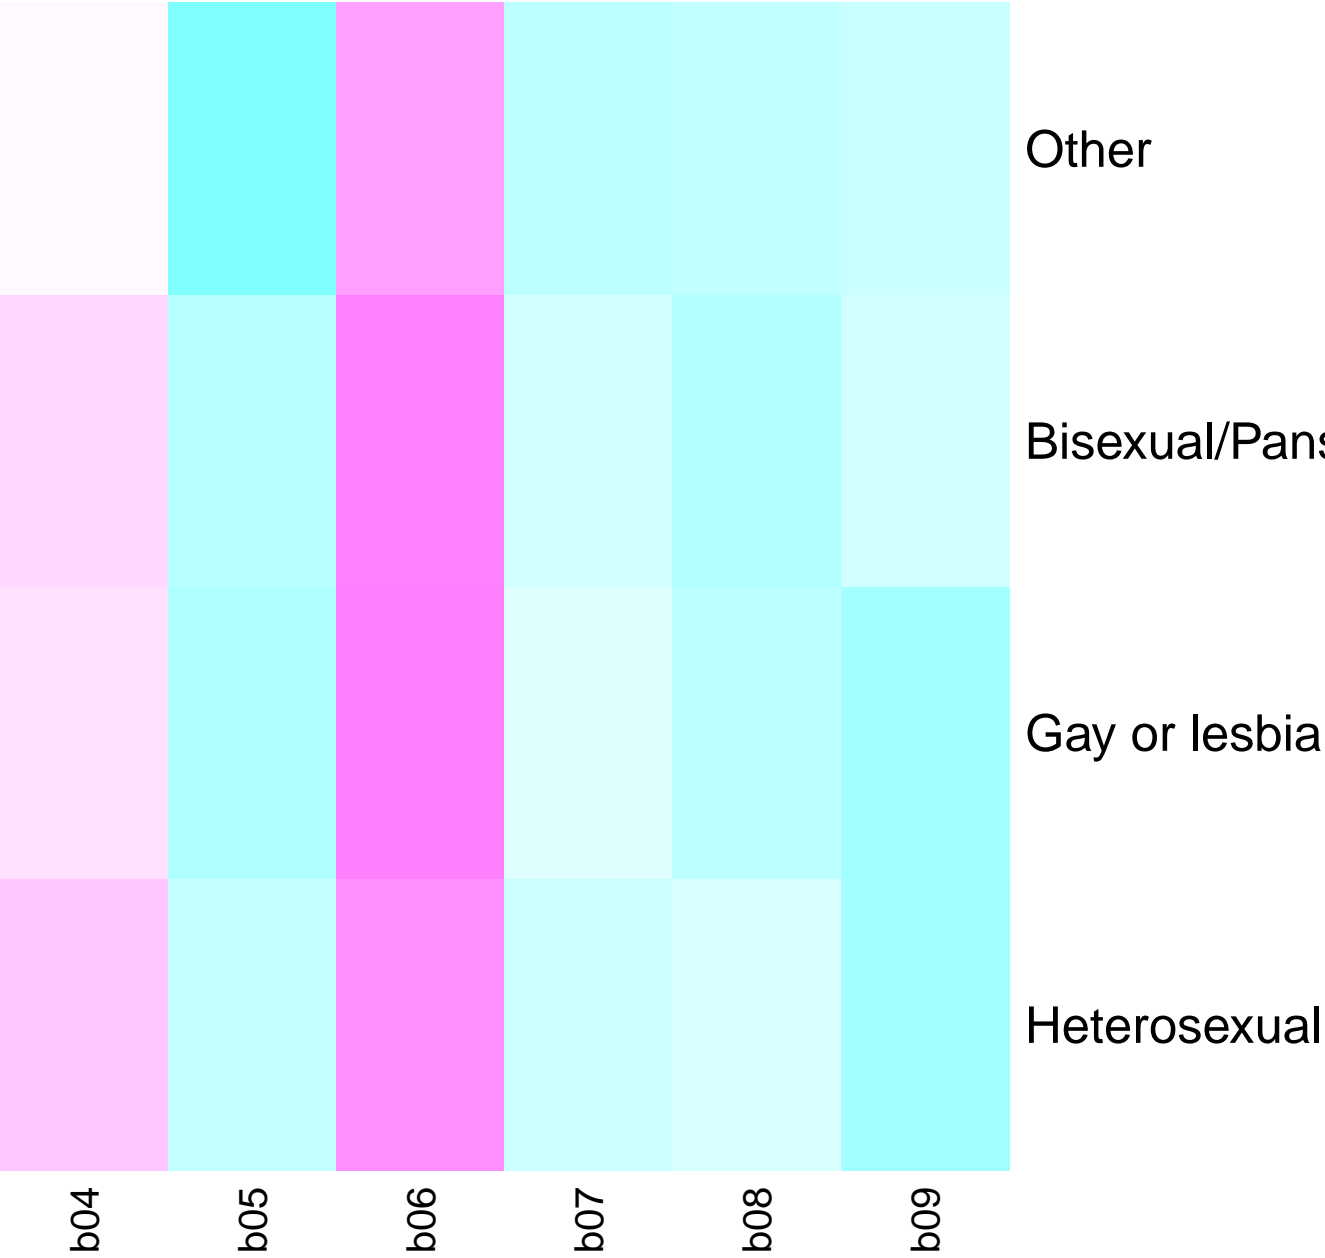 Other
Bisexual/Pans
Gay or lesbia
Heterosexual
b04
b05
b06
b07
b08
b09